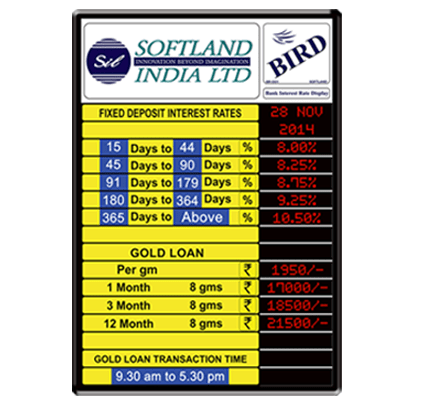 Sil SOFTLAND
INNOVATION BEYOND IMAGINATION
INDIA LTD
BIRD
SOFTLAND
Bank Interest Rate Display
FIXED DEPOSIT INTEREST RATES 28 NOV
2014
15 Days to 44 Days % 8.00%
45 Days to 90 Days % 8.25%
91 Days to 179 Days % 8.75%
180 Days to 364 Days % 9.25%
365 Days to Above % 10.50%
GOLD LOAN
Per gm ₹ 1950/-
1 Month 8 gms ₹ 17000/-
3 Month 8 gms ₹ 18500/-
12 Month 8 gms ₹ 21500/-
GOLD LOAN TRANSACTION TIME
9.30 am to 5.30 pm